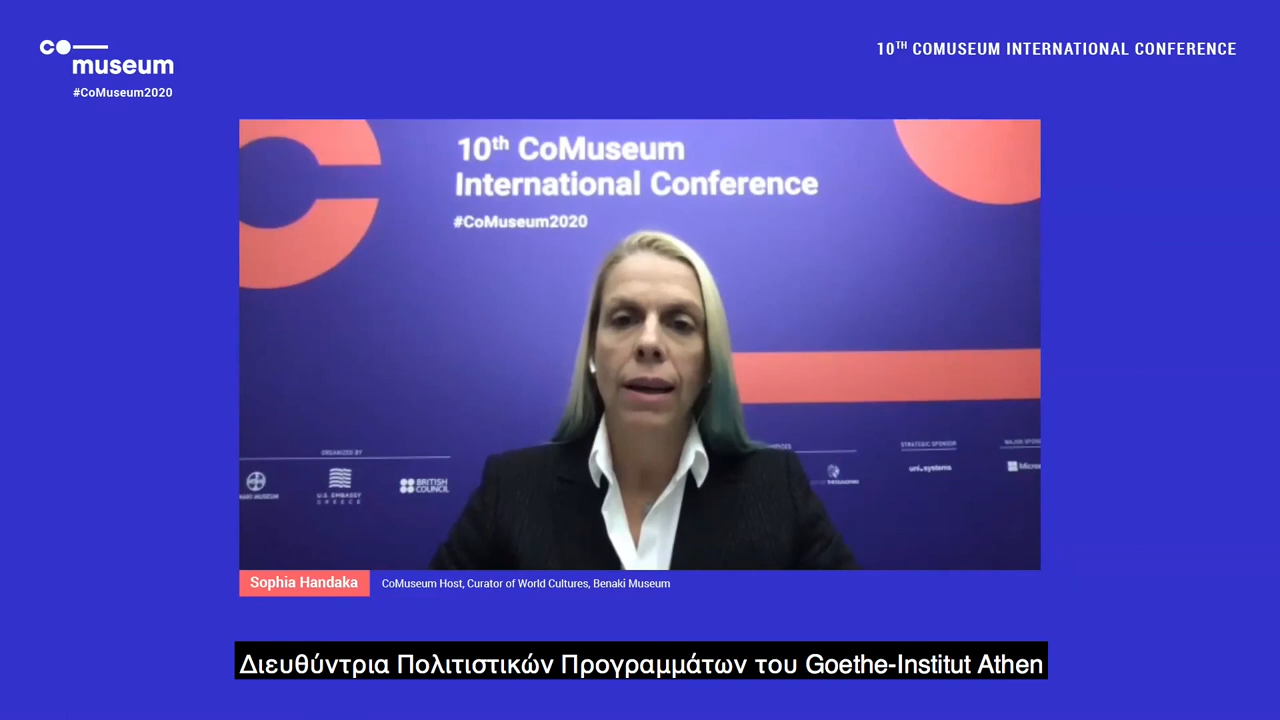 co
museum
#CoMuseum2020
10TH COMUSEUM INTERNATIONAL CONFERENCE
10th CoMuseum
International Conference
#CoMuseum2020
ORGANIZED BY
STRATEGIC SPONSOR
MAJOR
MUSEUM
U.S. EMBASSY
GREECE
BRITISH
COUNCIL
uni.systems
Sophia Handaka
CoMuseum Host, Curator of World Cultures, Benaki Museum
Διευθύντρια Πολιτιστικών Προγραμμάτων του Goethe-Institut Athen